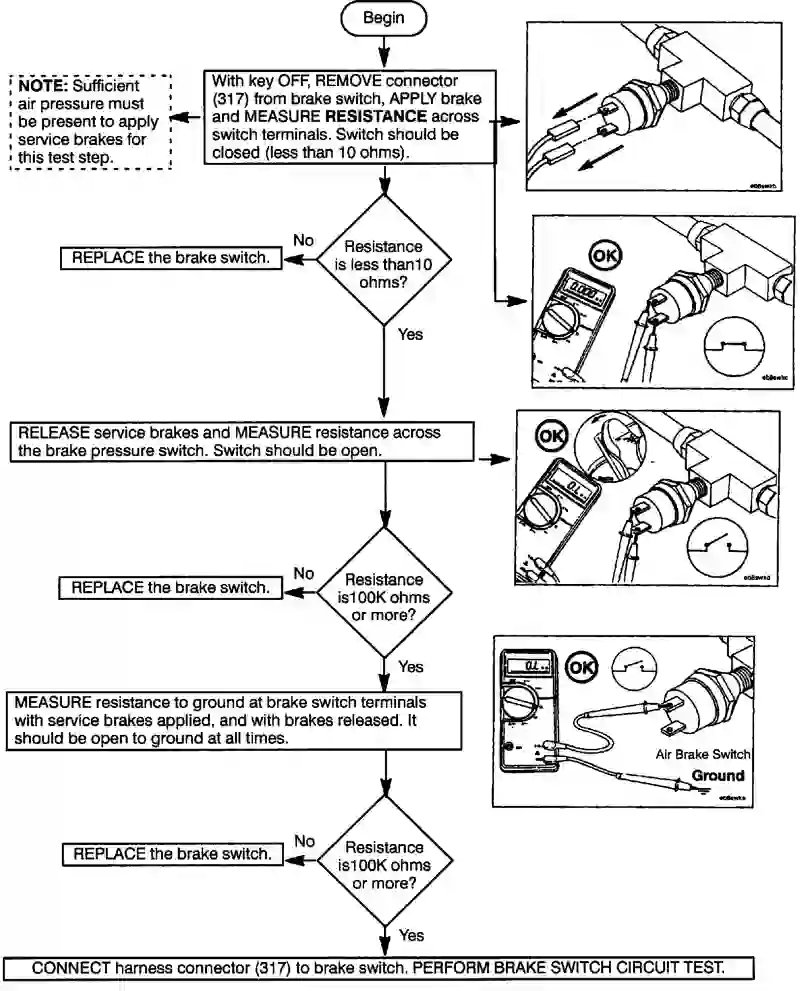 Begin
NOTE: Sufficient
air pressure must
be present to apply
service brakes for
this test step.
With key OFF, REMOVE connector
(317) from brake switch, APPLY brake
and MEASURE RESISTANCE across
switch terminals. Switch should be
closed (less than 10 ohms).
No
REPLACE the brake switch.
Resistance
is less than10
ohms?
OK
0.000
Yes
RELEASE service brakes and MEASURE resistance across
the brake pressure switch. Switch should be open.
OK
O.L
No
REPLACE the brake switch.
Resistance
is100K ohms
or more?
Yes
MEASURE resistance to ground at brake switch terminals
with service brakes applied, and with brakes released. It
should be open to ground at all times.
O.L
OK
Air Brake Switch
Ground
No
REPLACE the brake switch.
Resistance
is100K ohms
or more?
Yes
CONNECT harness connector (317) to brake switch. PERFORM BRAKE SWITCH CIRCUIT TEST.